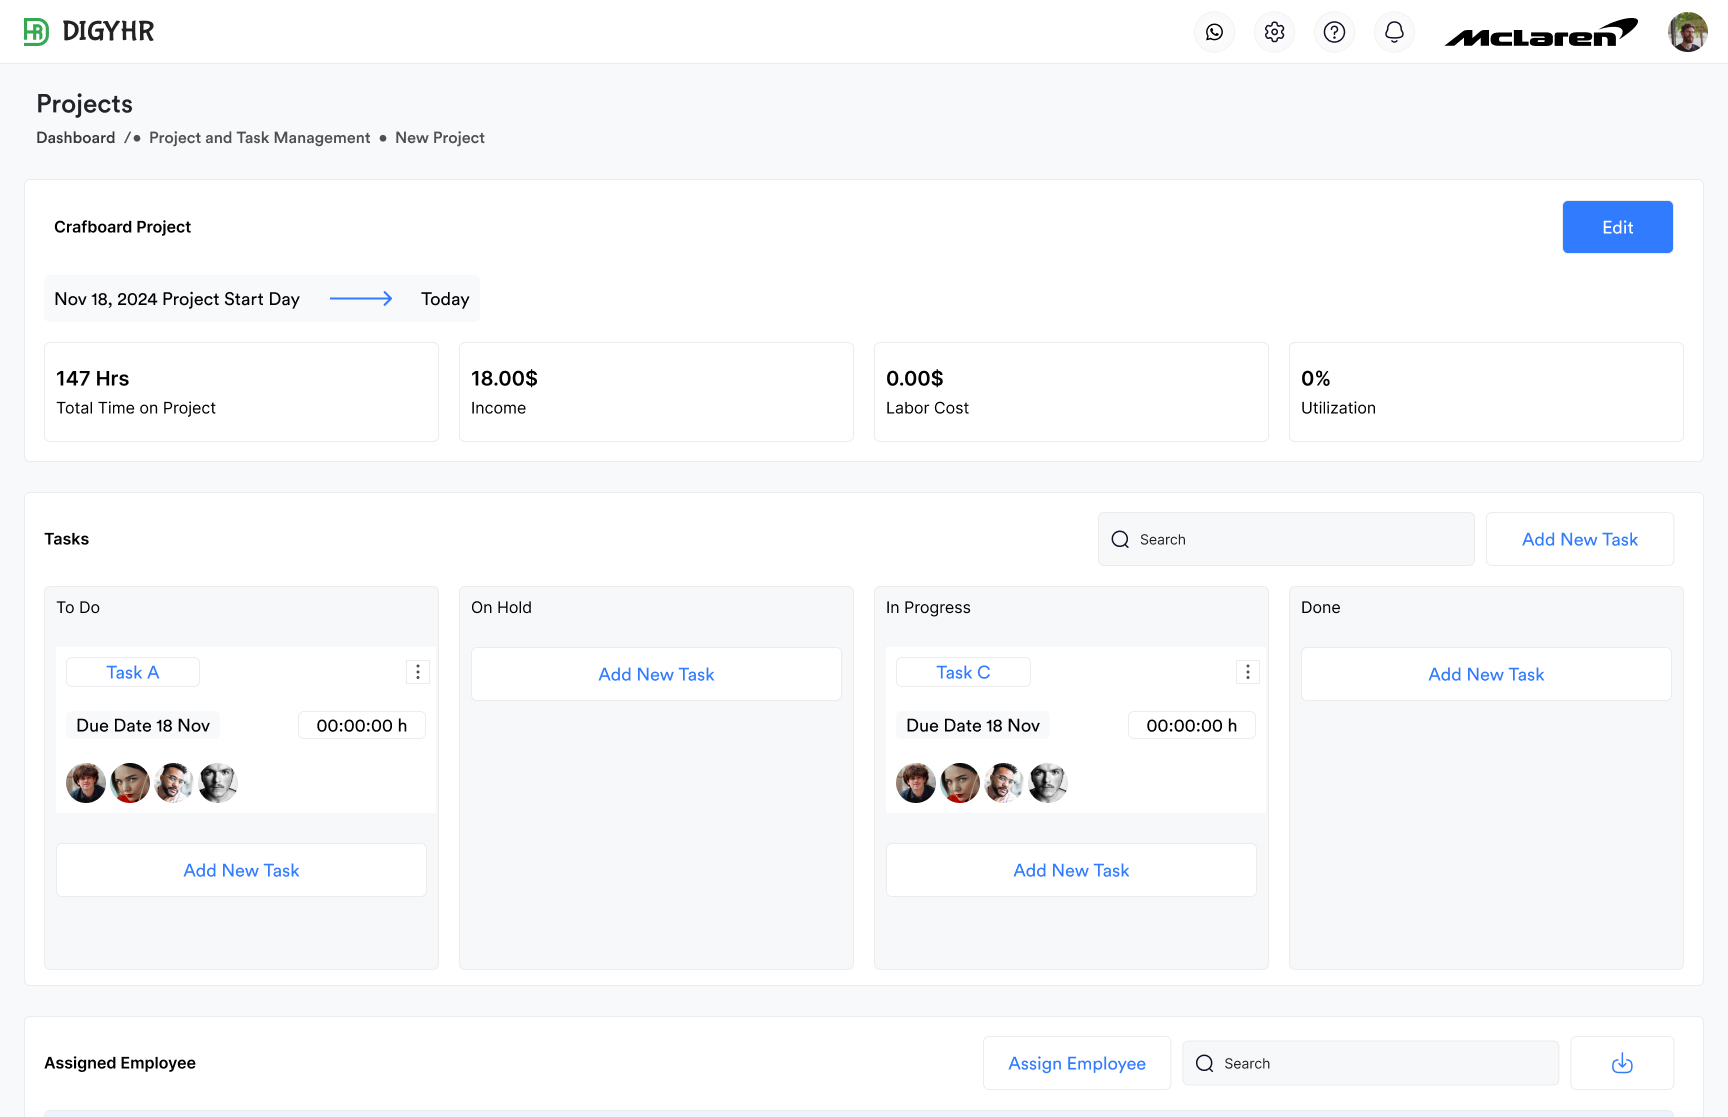 DIGYHR
McLaren
Projects
Dashboard / • Project and Task Management • New Project
Crafboard Project
Edit
Nov 18, 2024 Project Start Day
Today
147 Hrs
Total Time on Project
18.00$
Income
0.00$
Labor Cost
0%
Utilization
Tasks
Search
Add New Task
To Do
Task A
Due Date 18 Nov
00:00:00 h
Add New Task
On Hold
Add New Task
In Progress
Task C
Due Date 18 Nov
00:00:00 h
Add New Task
Done
Add New Task
Assigned Employee
Assign Employee
Search